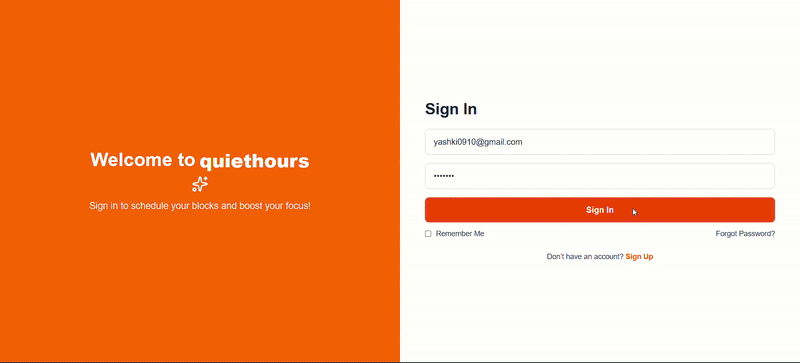 Welcome to quiethours
Sign in to schedule your blocks and boost your focus!
Sign In
yashki0910@gmail.com
•••••••
Sign In
Remember Me
Forgot Password?
Don't have an account? Sign Up